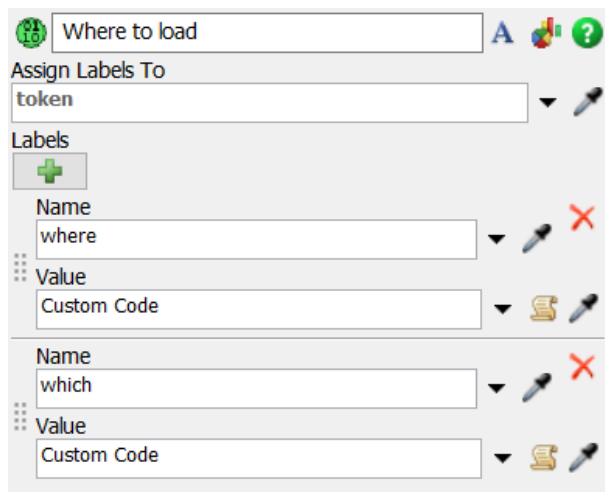 Where to load
A
Assign Labels To
token
Labels
Name
where
Value
Custom Code
Name
which
Value
Custom Code